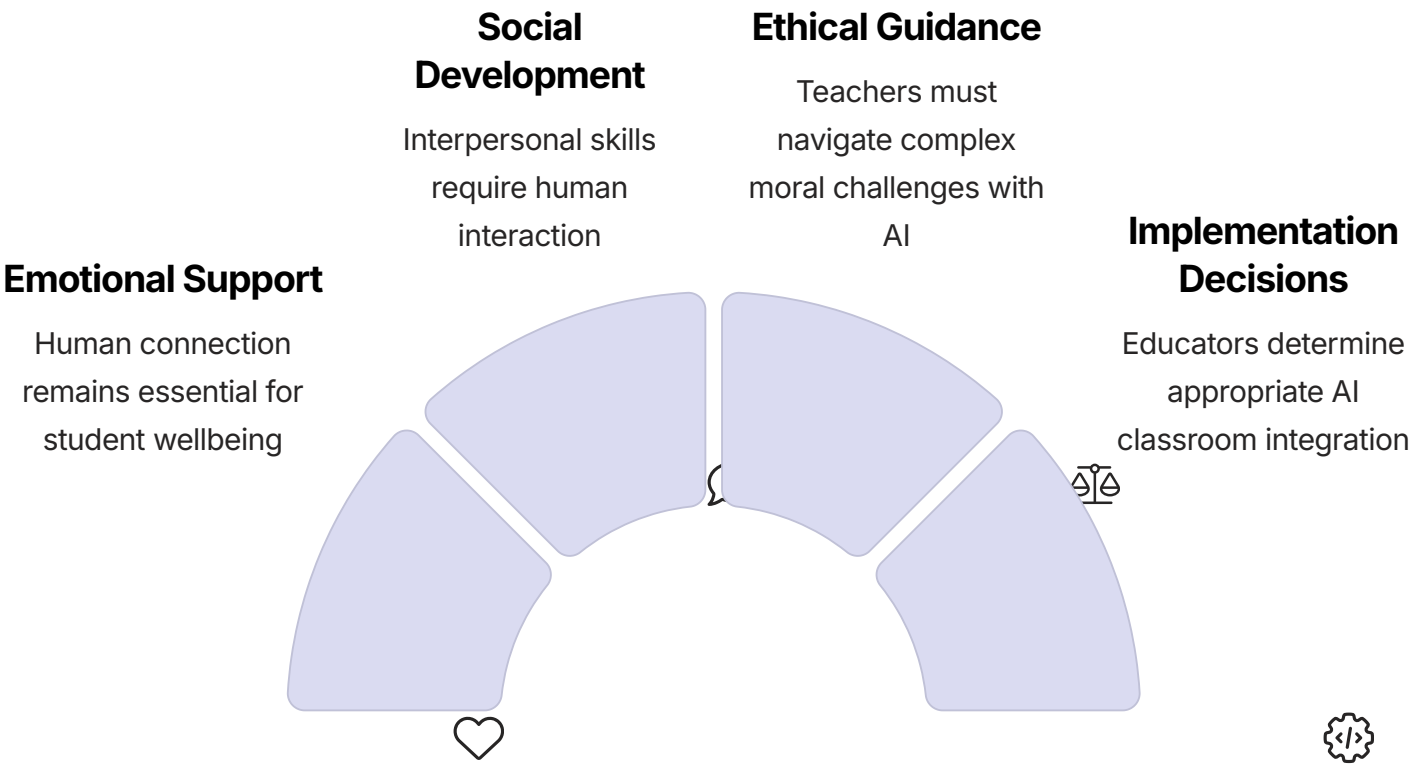 Social
Development
Interpersonal skills
require human
interaction
Ethical Guidance
Teachers must
navigate complex
moral challenges with
AI
Emotional Support
Human connection
remains essential for
student wellbeing
Implementation
Decisions
Educators determine
appropriate AI
classroom integration